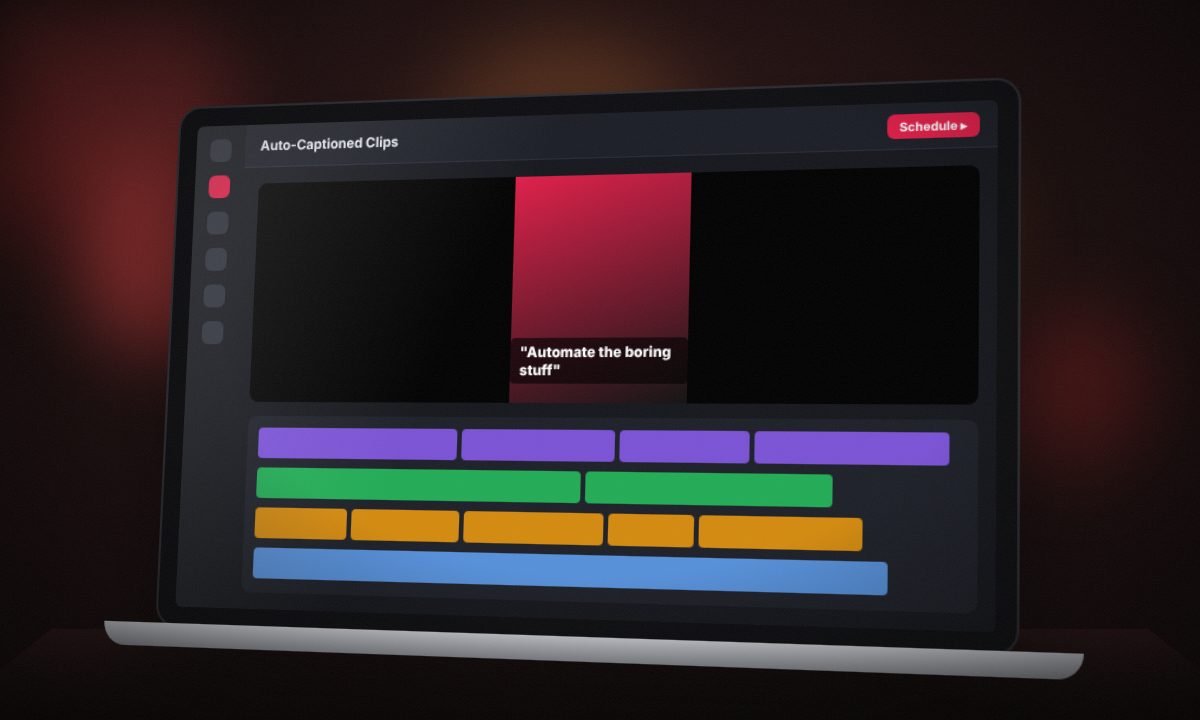 Auto-Captioned Clips
Schedule ▸
"Automate the boring
stuff"